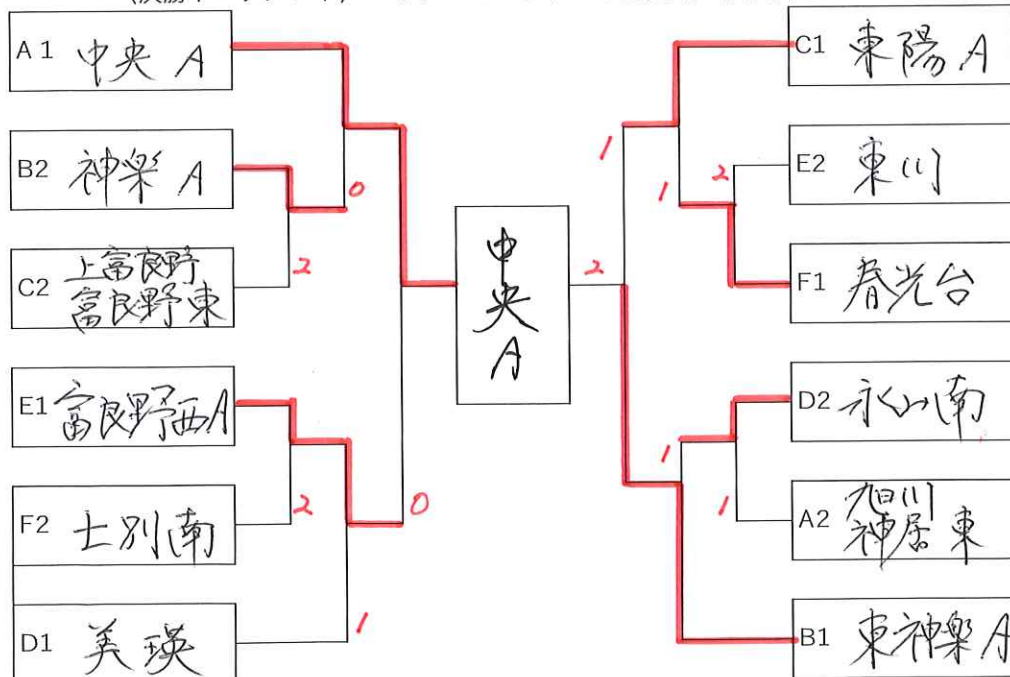 A1 中央 A
B2 神楽 A
0
C2 上富良野
富良野東
2
E1 富良野西A
F2 士別南
2
0
D1 美瑛
1
中央A
2
C1 東陽 A
1
E2 東川
2
1
F1 春光台
D2 永山南
1
A2 旭川
神居東
1
B1 東神楽 A